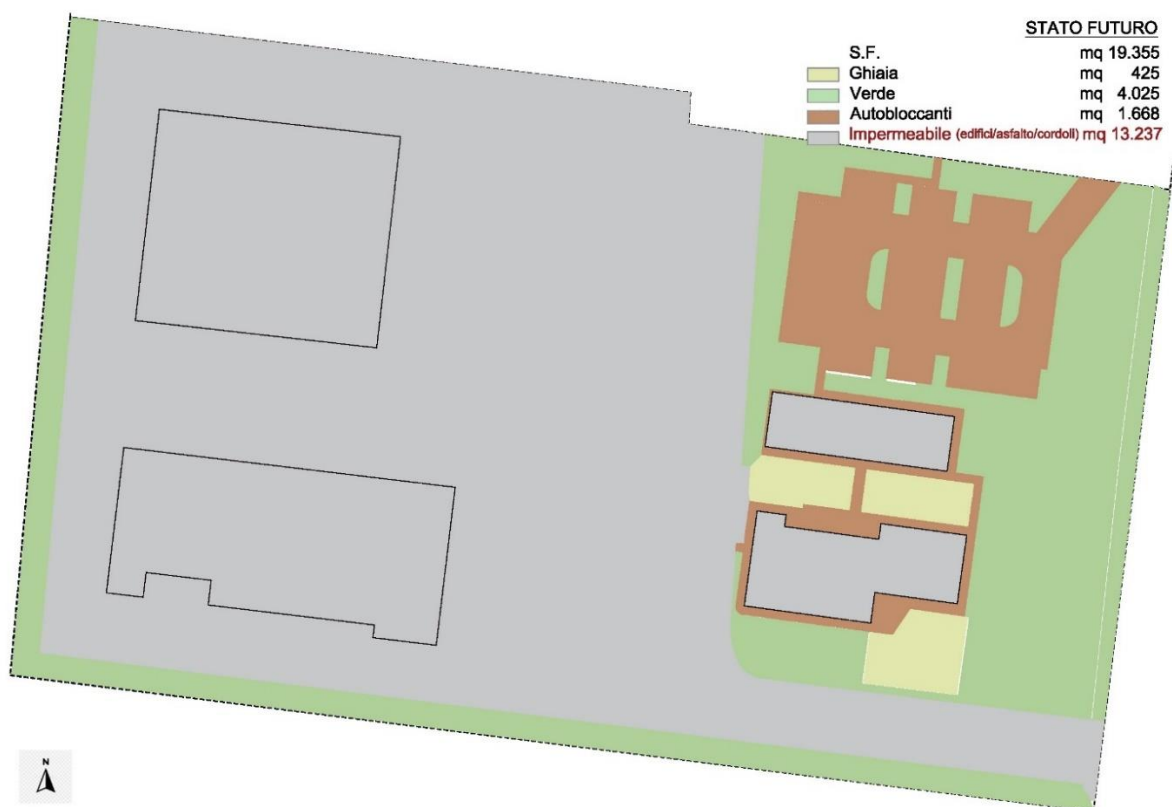 STATO FUTURO
S.F. mq 19.355
Ghiaia mq 425
Verde mq 4.025
Autobloccanti mq 1.668
Impermeabile (edifici/asfalto/cordoli) mq 13.237
N